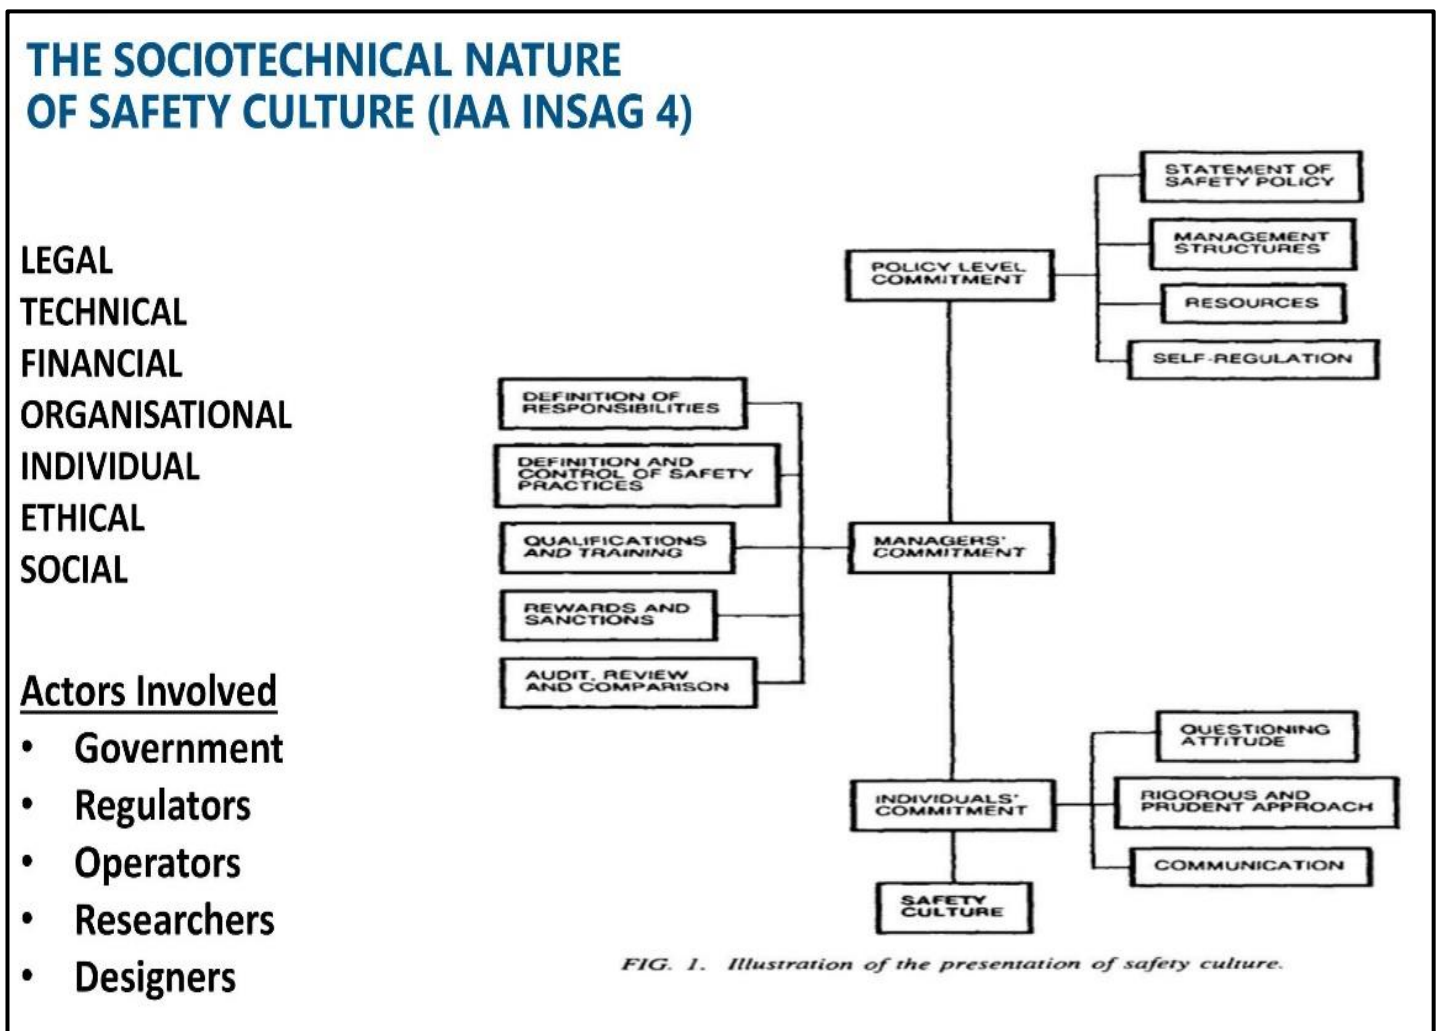 THE SOCIOTECHNICAL NATURE
OF SAFETY CULTURE (IAA INSAG 4)
LEGAL
TECHNICAL
FINANCIAL
ORGANISATIONAL
INDIVIDUAL
ETHICAL
SOCIAL
Actors Involved
• Government
• Regulators
• Operators
• Researchers
• Designers
STATEMENT OF
SAFETY POLICY
MANAGEMENT
STRUCTURES
RESOURCES
SELF-REGULATION
POLICY LEVEL
COMMITMENT
DEFINITION OF
RESPONSIBILITIES
DEFINITION AND
CONTROL OF SAFETY
PRACTICES
QUALIFICATIONS
AND TRAINING
REWARDS AND
SANCTIONS
AUDIT, REVIEW
AND COMPARISON
MANAGERS'
COMMITMENT
QUESTIONING
ATTITUDE
RIGOROUS AND
PRUDENT APPROACH
COMMUNICATION
INDIVIDUALS'
COMMITMENT
SAFETY
CULTURE
FIG. 1. Illustration of the presentation of safety culture.